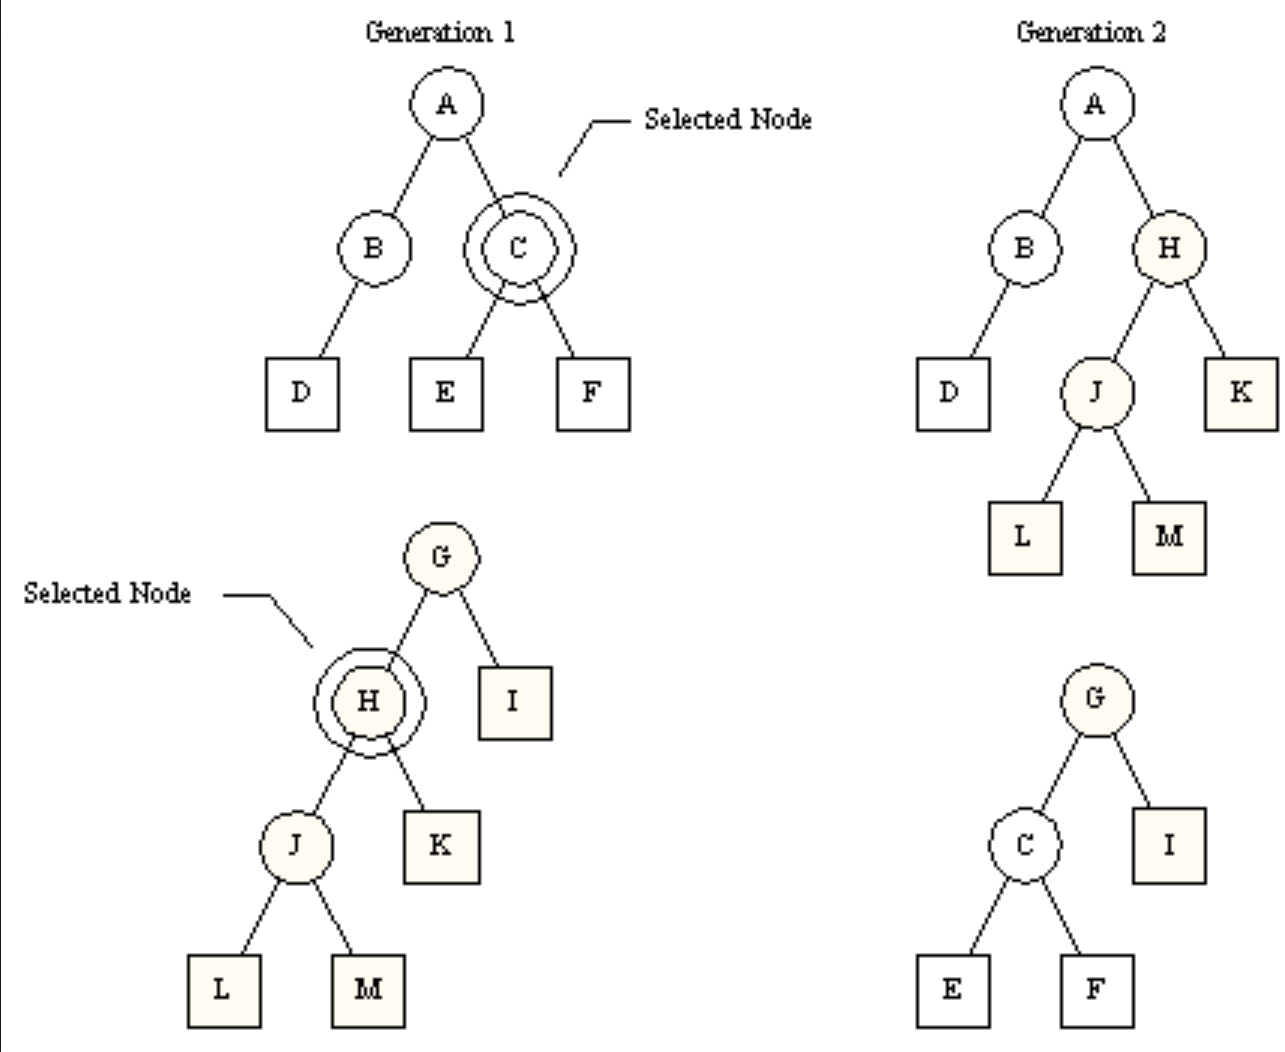 Generation 1
Generation 2
A
Selected Node
A
B
C
B
H
D
E
F
D
J
K
L
M
G
Selected Node
H
I
G
J
K
C
I
L
M
E
F